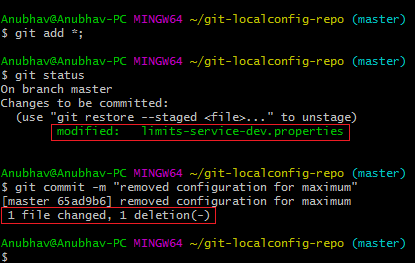 Anubhav@Anubhav-PC MINGW64 ~/git-localconfig-repo (master)
$ git add *;

Anubhav@Anubhav-PC MINGW64 ~/git-localconfig-repo (master)
$ git status
On branch master
Changes to be committed:
  (use "git restore --staged <file>..." to unstage)
        modified:   limits-service-dev.properties

Anubhav@Anubhav-PC MINGW64 ~/git-localconfig-repo (master)
$ git commit -m "removed configuration for maximum"
[master 65ad9b6] removed configuration for maximum
 1 file changed, 1 deletion(-)

Anubhav@Anubhav-PC MINGW64 ~/git-localconfig-repo (master)
$